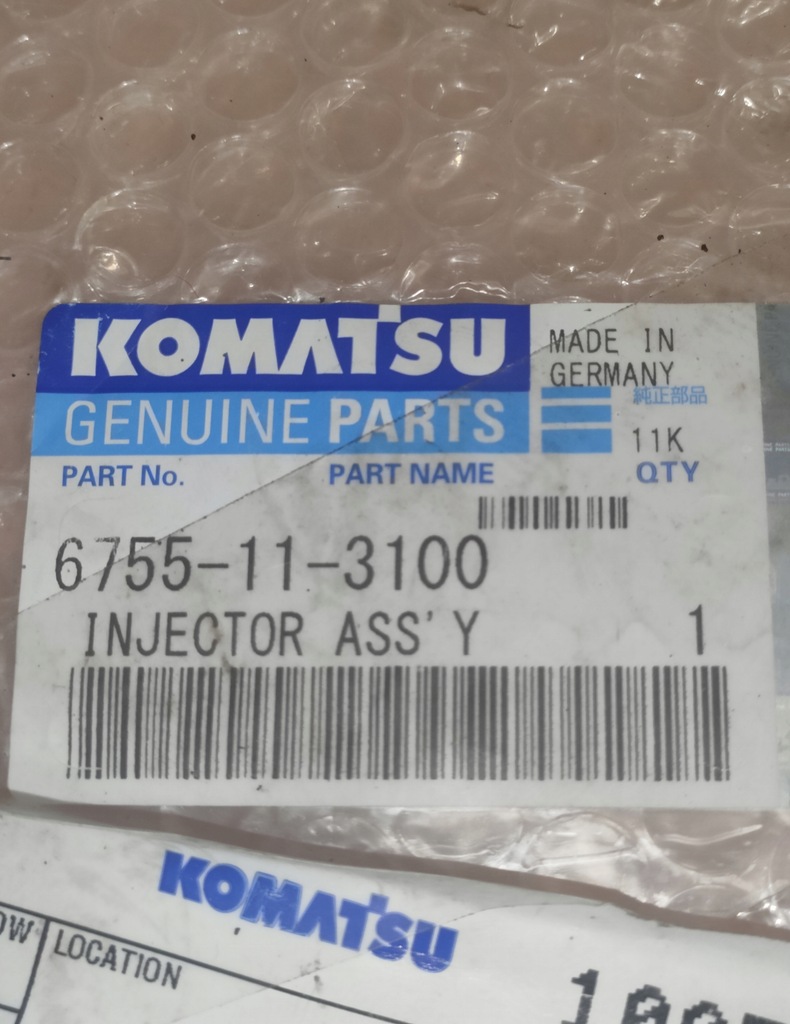 KOMATSU
MADE IN
GERMANY
GENUINE PARTS
純正部品
11K
PART No.
PART NAME
QTY
6755-11-3100
INJECTOR ASS'Y
1
KOMATSU
OW
LOCATION